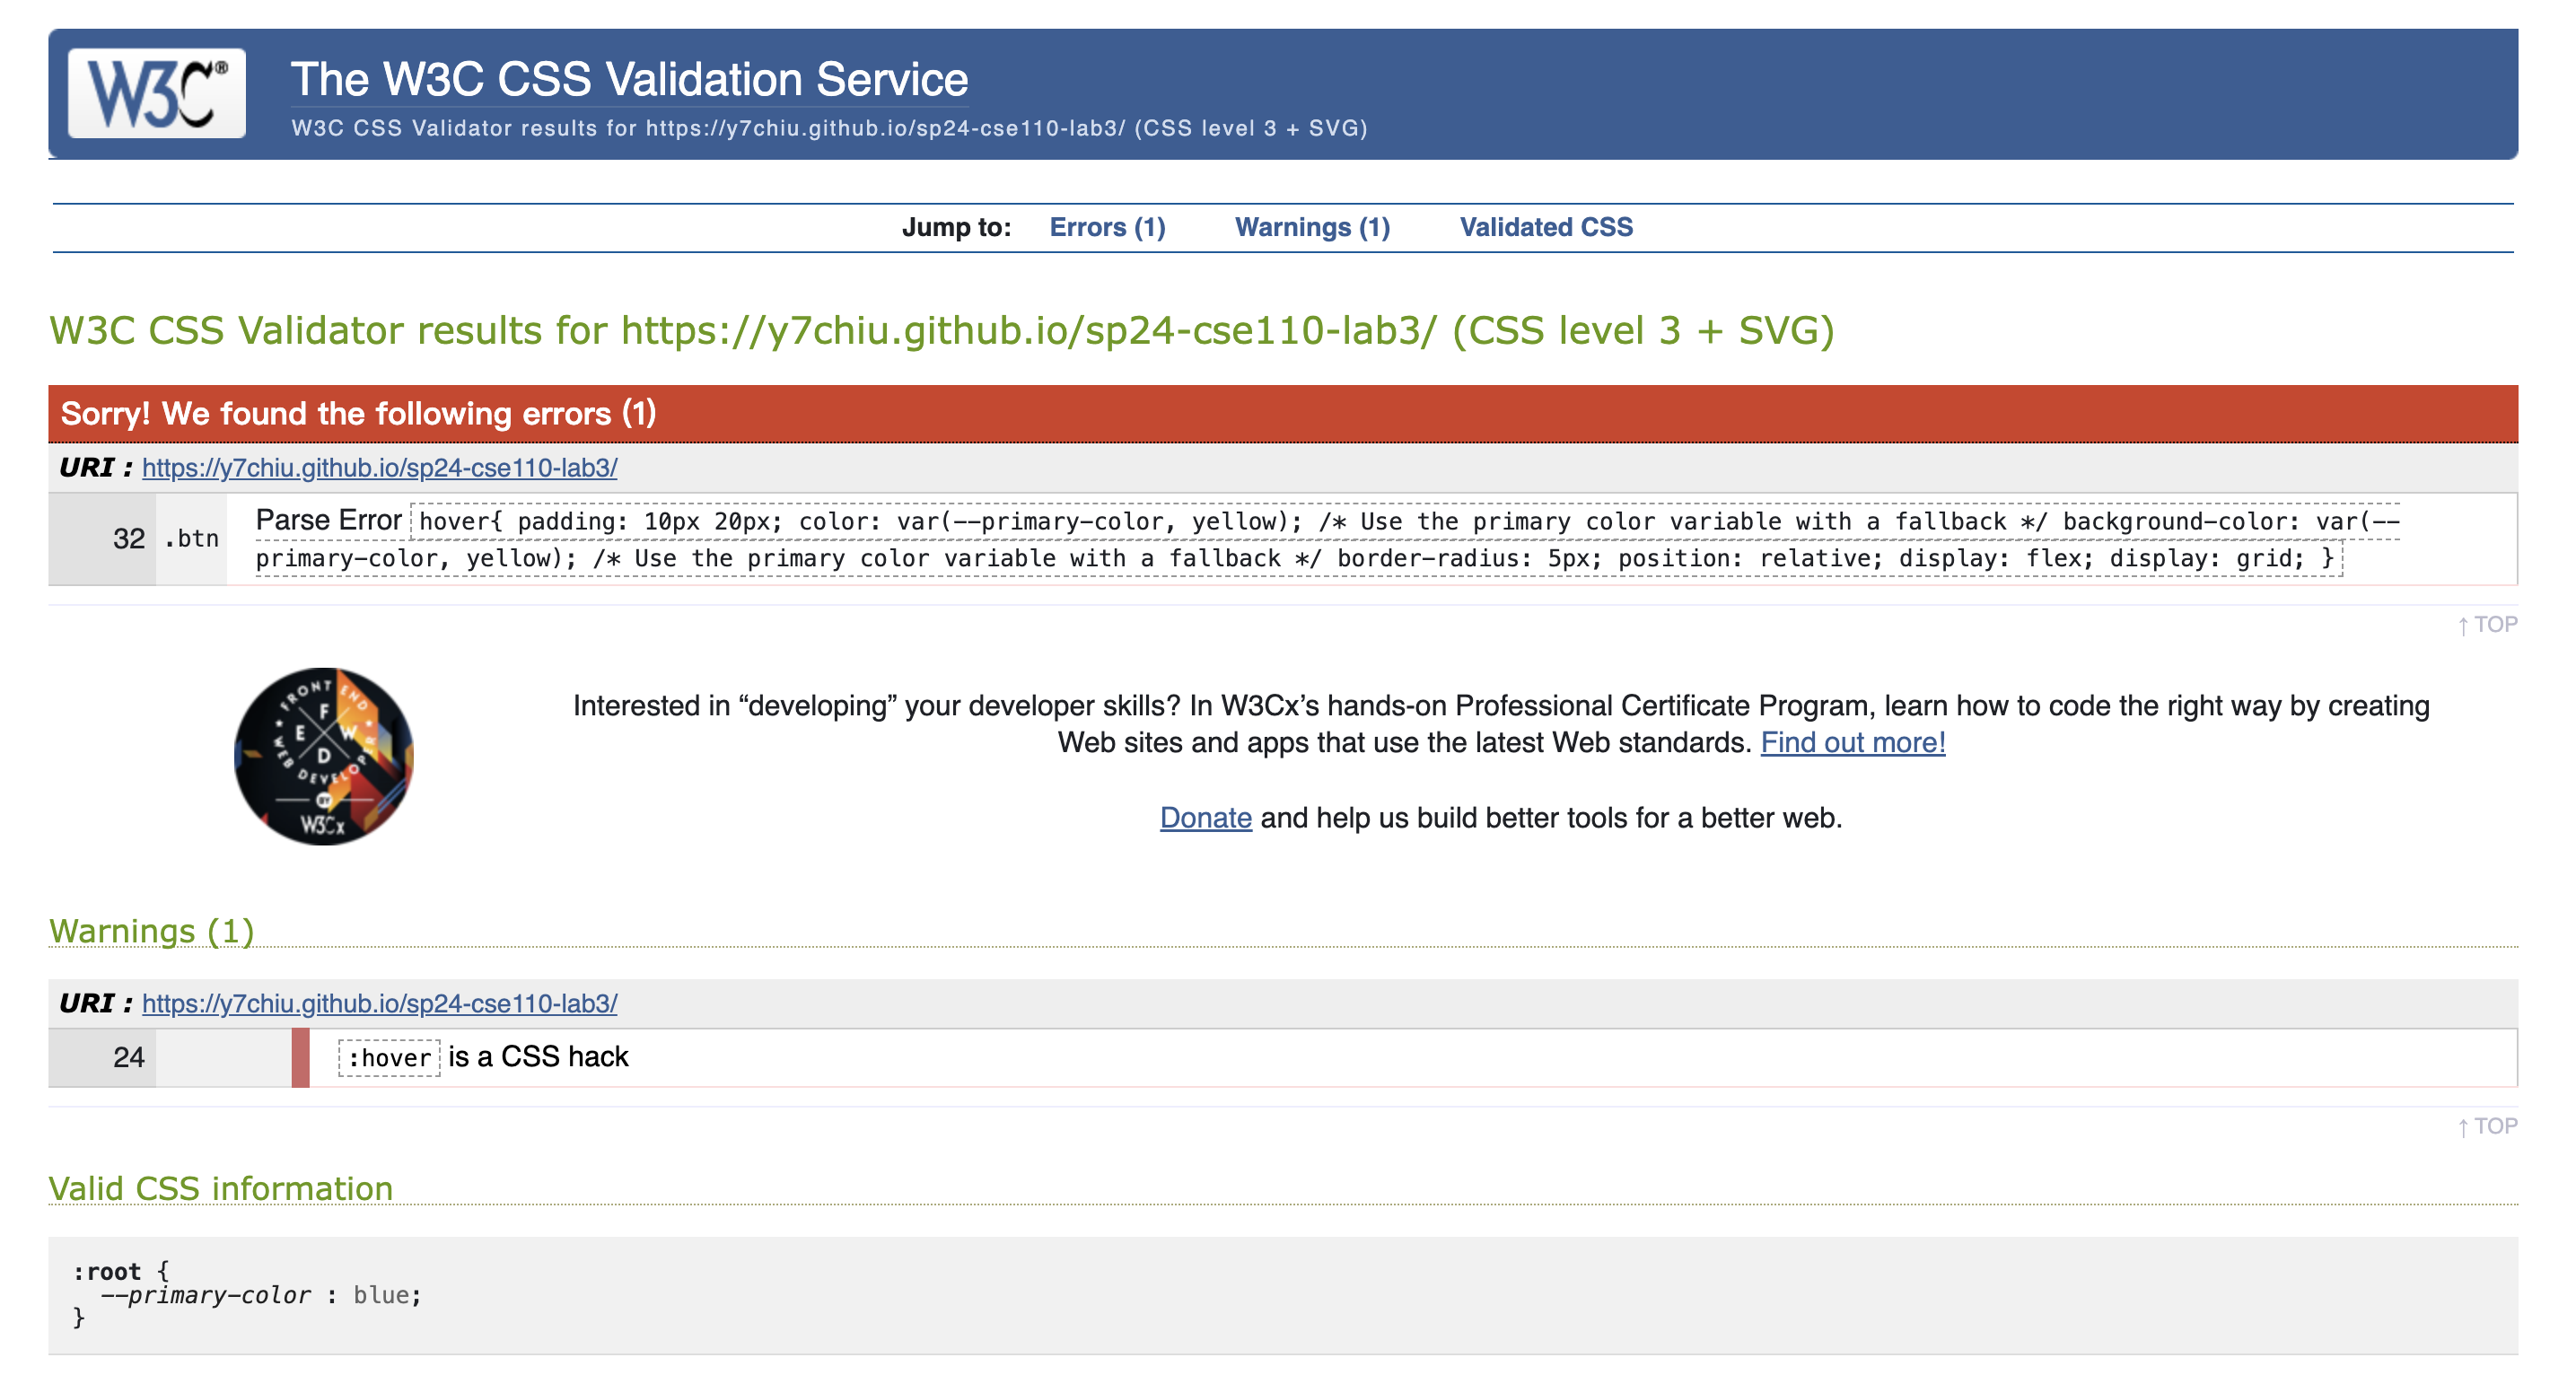 W3C®
The W3C CSS Validation Service
W3C CSS Validator results for https://y7chiu.github.io/sp24-cse110-lab3/ (CSS level 3 + SVG)
Jump to: Errors (1) Warnings (1) Validated CSS
W3C CSS Validator results for https://y7chiu.github.io/sp24-cse110-lab3/ (CSS level 3 + SVG)
Sorry! We found the following errors (1)
URI : https://y7chiu.github.io/sp24-cse110-lab3/
32 .btn Parse Error hover{ padding: 10px 20px; color: var(--primary-color, yellow); /* Use the primary color variable with a fallback */ background-color: var(--
primary-color, yellow); /* Use the primary color variable with a fallback */ border-radius: 5px; position: relative; display: flex; display: grid; }
↑ TOP
FRONT END
F
E W
D
WEB DEVELOPER
BY
W3Cx
Interested in “developing” your developer skills? In W3Cx’s hands-on Professional Certificate Program, learn how to code the right way by creating
Web sites and apps that use the latest Web standards. Find out more!
Donate and help us build better tools for a better web.
Warnings (1)
URI : https://y7chiu.github.io/sp24-cse110-lab3/
24 :hover is a CSS hack
↑ TOP
Valid CSS information
:root {
--primary-color : blue;
}